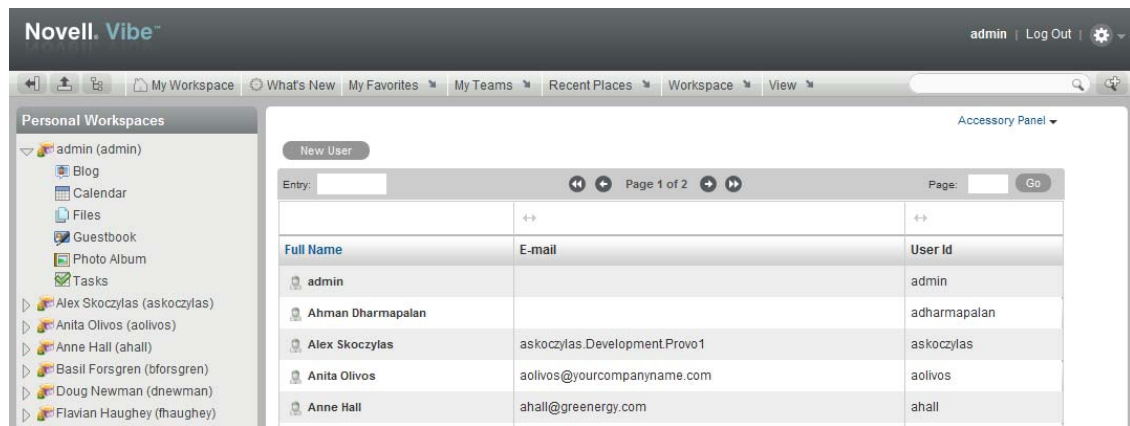 Novell. Vibe™
admin | Log Out |
My Workspace What's New My Favorites My Teams Recent Places Workspace View
Personal Workspaces
admin (admin)
Blog
Calendar
Files
Guestbook
Photo Album
Tasks
Alex Skoczylas (askoczylas)
Anita Olivos (aolivos)
Anne Hall (ahall)
Basil Forsgren (bforsgren)
Doug Newman (dnewman)
Flavian Haughey (fhaughey)
Accessory Panel
New User
Entry: Page 1 of 2 Page: Go
Full Name E-mail User Id
admin admin
Ahman Dharmapalan adharmapalan
Alex Skoczylas askoczylas.Development.Provo1 askoczylas
Anita Olivos aolivos@yourcompanyname.com aolivos
Anne Hall ahall@greenergy.com ahall